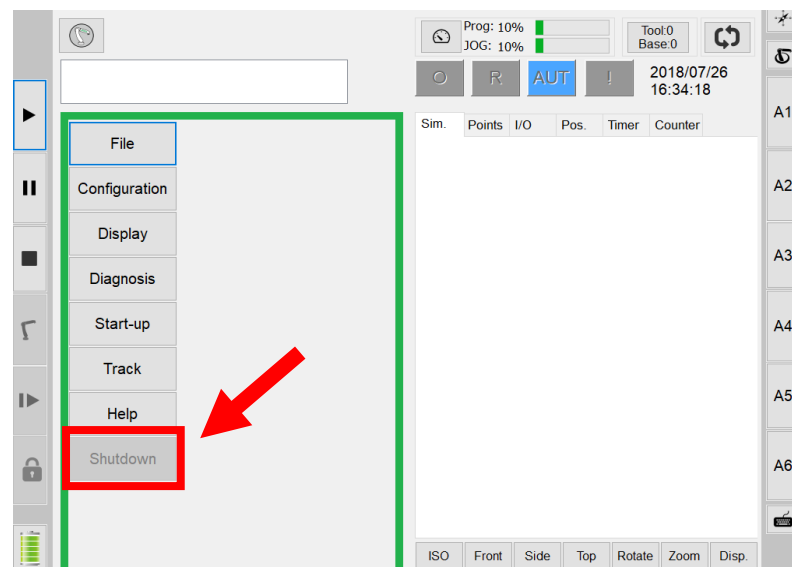 Prog: 10%
JOG: 10%
Tool:0
Base:0
O R AUT !
2018/07/26
16:34:18
Sim. Points I/O Pos. Timer Counter
File
Configuration
Display
Diagnosis
Start-up
Track
Help
Shutdown
A1
A2
A3
A4
A5
A6
ISO Front Side Top Rotate Zoom Disp.